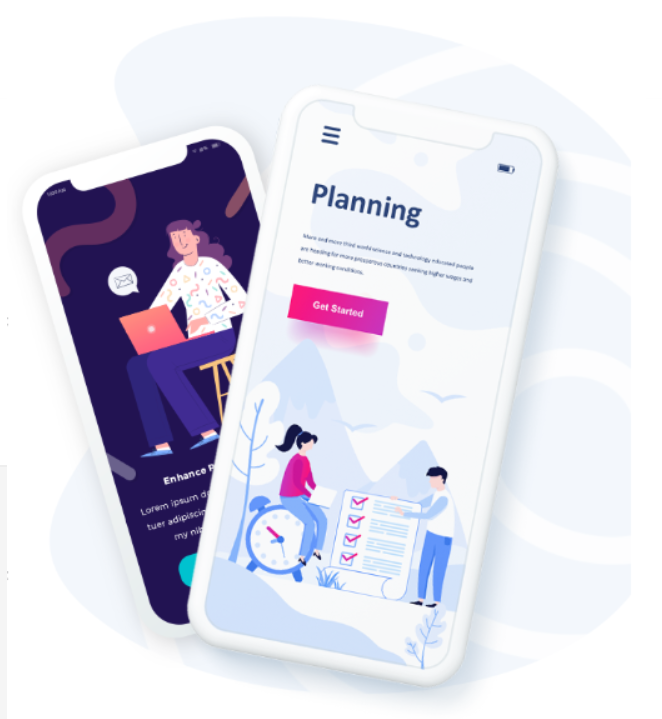 Planning
More and more third world science and technology educated people
are heading for more prosperous countries seeking higher wages and
better working conditions.
Get Started
Enhance
Lorem ipsum
tuer adipiscin
my nib